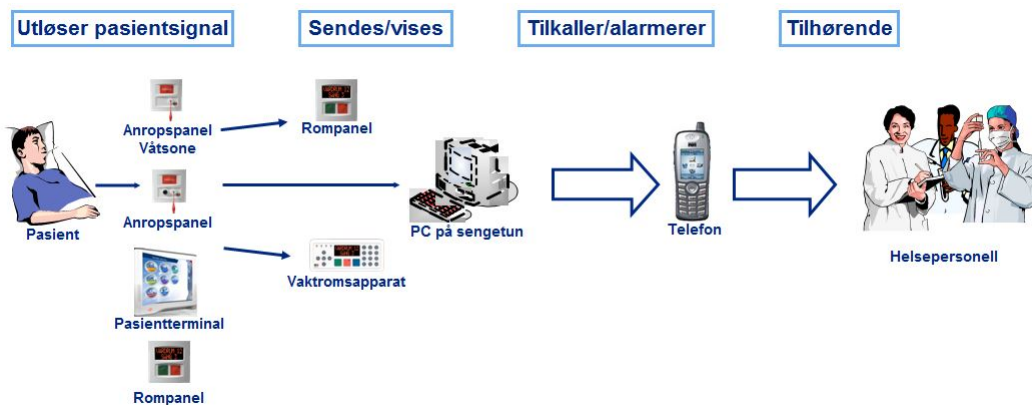 Utløser pasientsignal
Sendes/vises
Tilkaller/alarmerer
Tilhørende
Anropspanel
Våtsone
Rompanel
Pasient
Anropspanel
PC på sengetun
Telefon
Helsepersonell
Vaktromsapparat
Pasientterminal
Rompanel